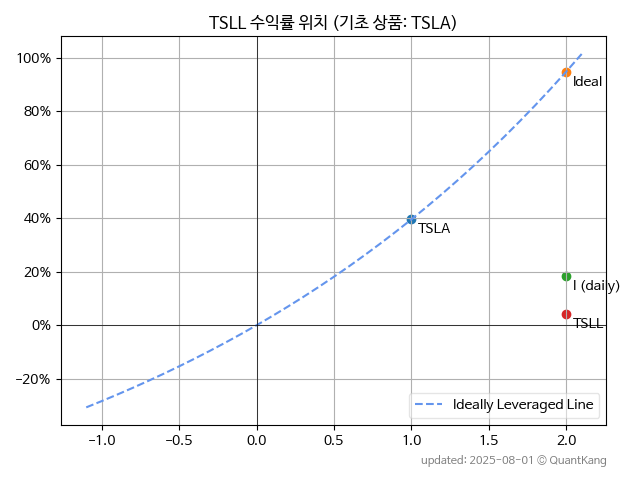 TSLL 수익률 위치 (기초 상품: TSLA)
100%
80%
60%
40%
20%
0%
−20%
Ideal
TSLA
I (daily)
TSLL
Ideally Leveraged Line
−1.0 −0.5 0.0 0.5 1.0 1.5 2.0
updated: 2025-08-01 © QuantKang